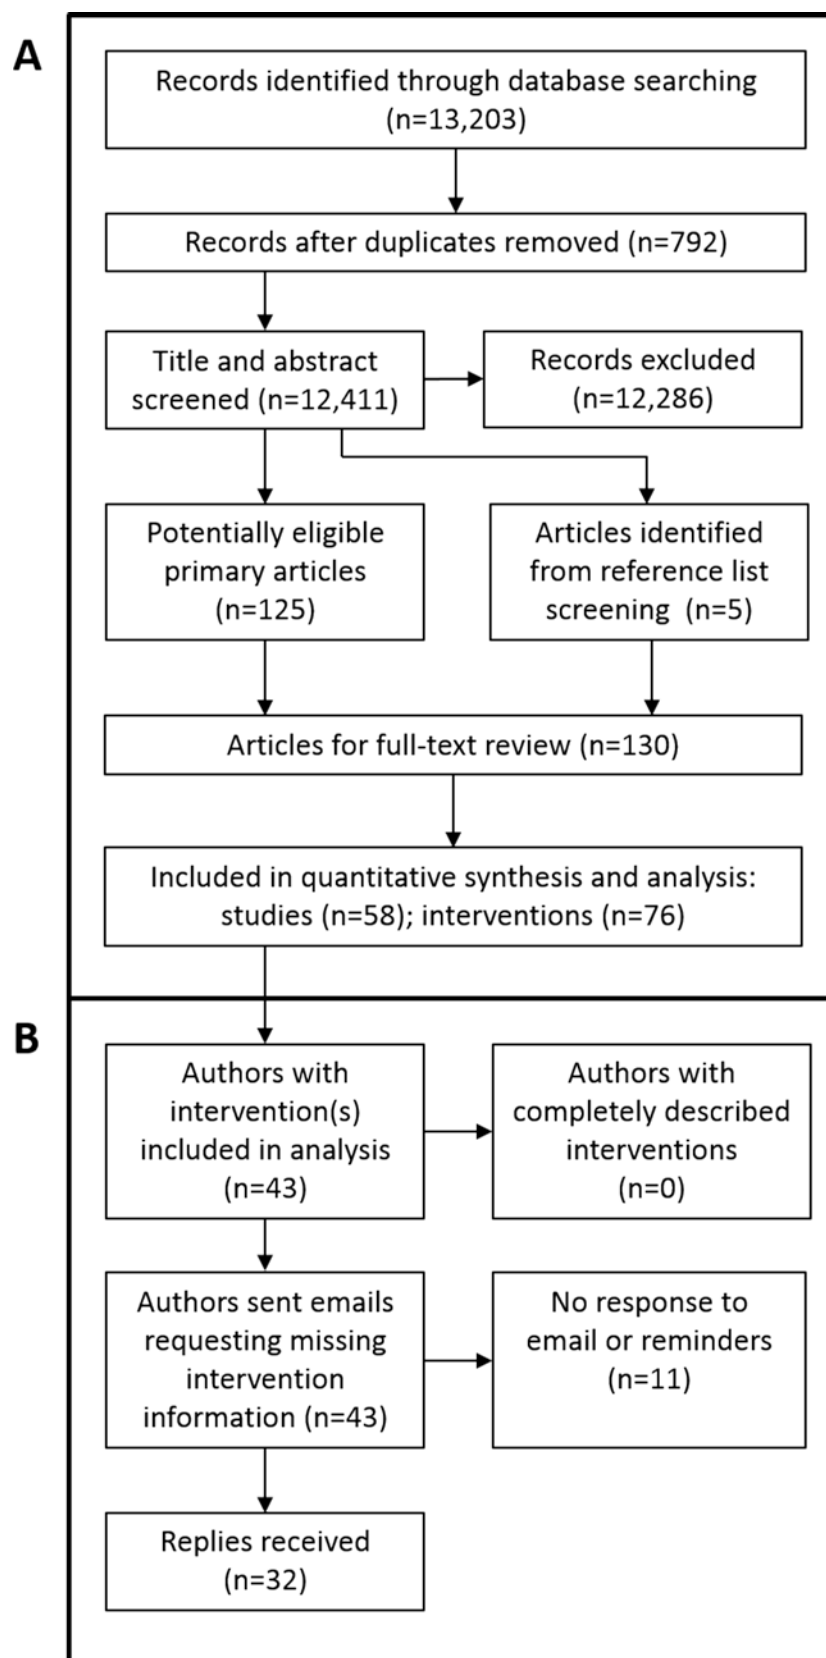 A
Records identified through database searching
(n=13,203)
Records after duplicates removed (n=792)
Title and abstract
screened (n=12,411)
Records excluded
(n=12,286)
Potentially eligible
primary articles
(n=125)
Articles identified
from reference list
screening (n=5)
Articles for full-text review (n=130)
Included in quantitative synthesis and analysis:
studies (n=58); interventions (n=76)
B
Authors with
intervention(s)
included in analysis
(n=43)
Authors with
completely described
interventions
(n=0)
Authors sent emails
requesting missing
intervention
information (n=43)
No response to
email or reminders
(n=11)
Replies received
(n=32)